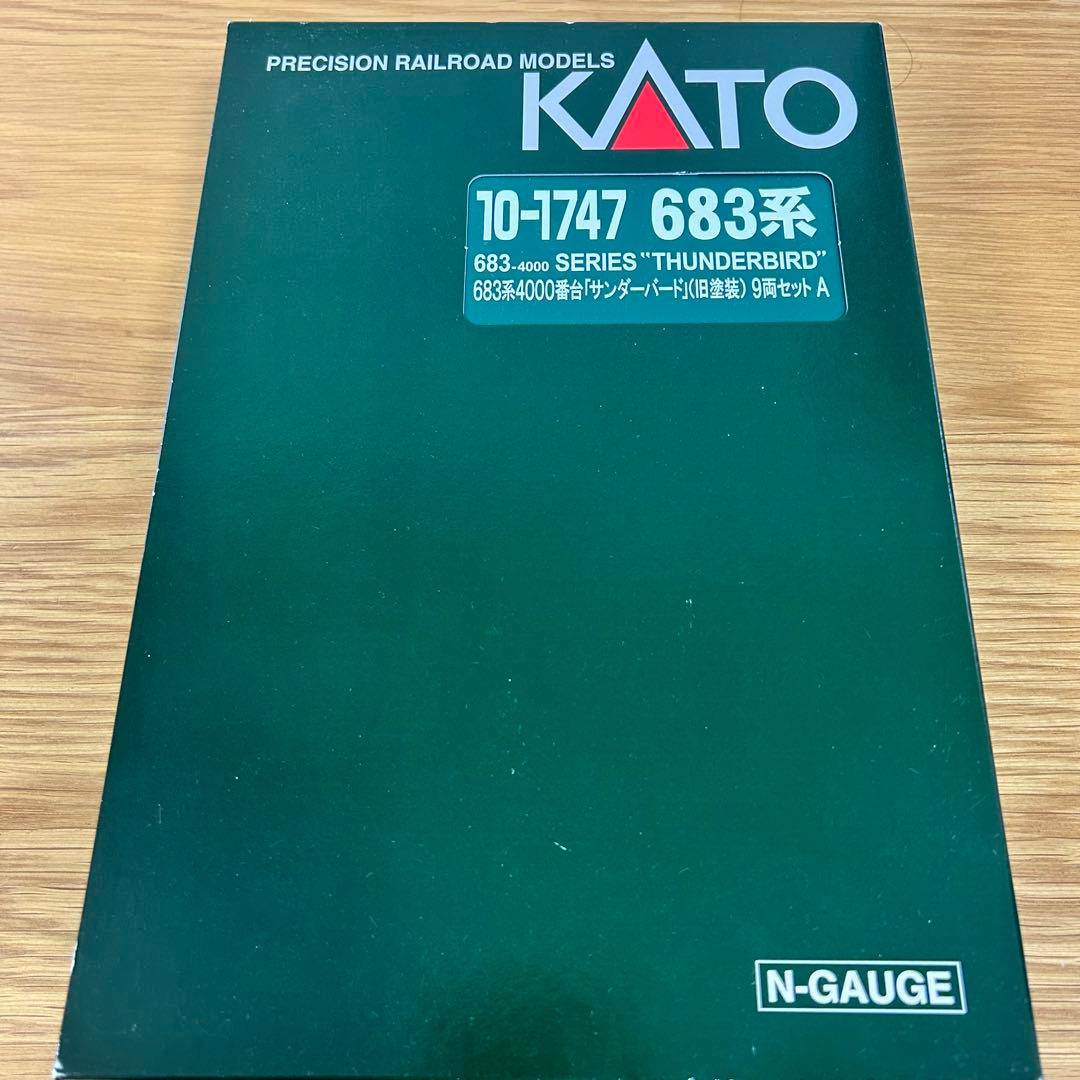 PRECISION RAILROAD MODELS
KATO
10-1747 683系
683-4000 SERIES "THUNDERBIRD"
683系4000番台「サンダーバード」(旧塗装) 9両セット A
N-GAUGE